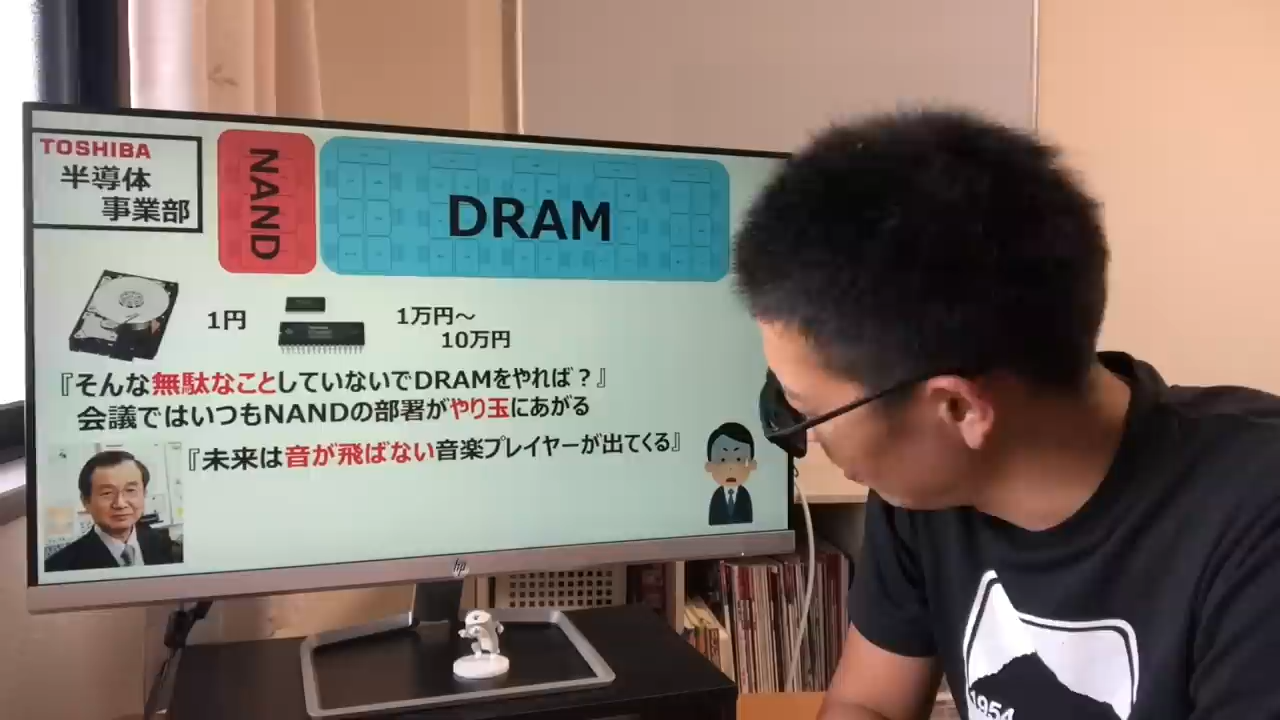 TOSHIBA
半導体
事業部
NAND
DRAM
1円
1万円～
10万円
『そんな無駄なことしていないでDRAMをやれば？』
会議ではいつもNANDの部署がやり玉にあがる
『未来は音が飛ばない音楽プレイヤーが出てくる』
hp
1954